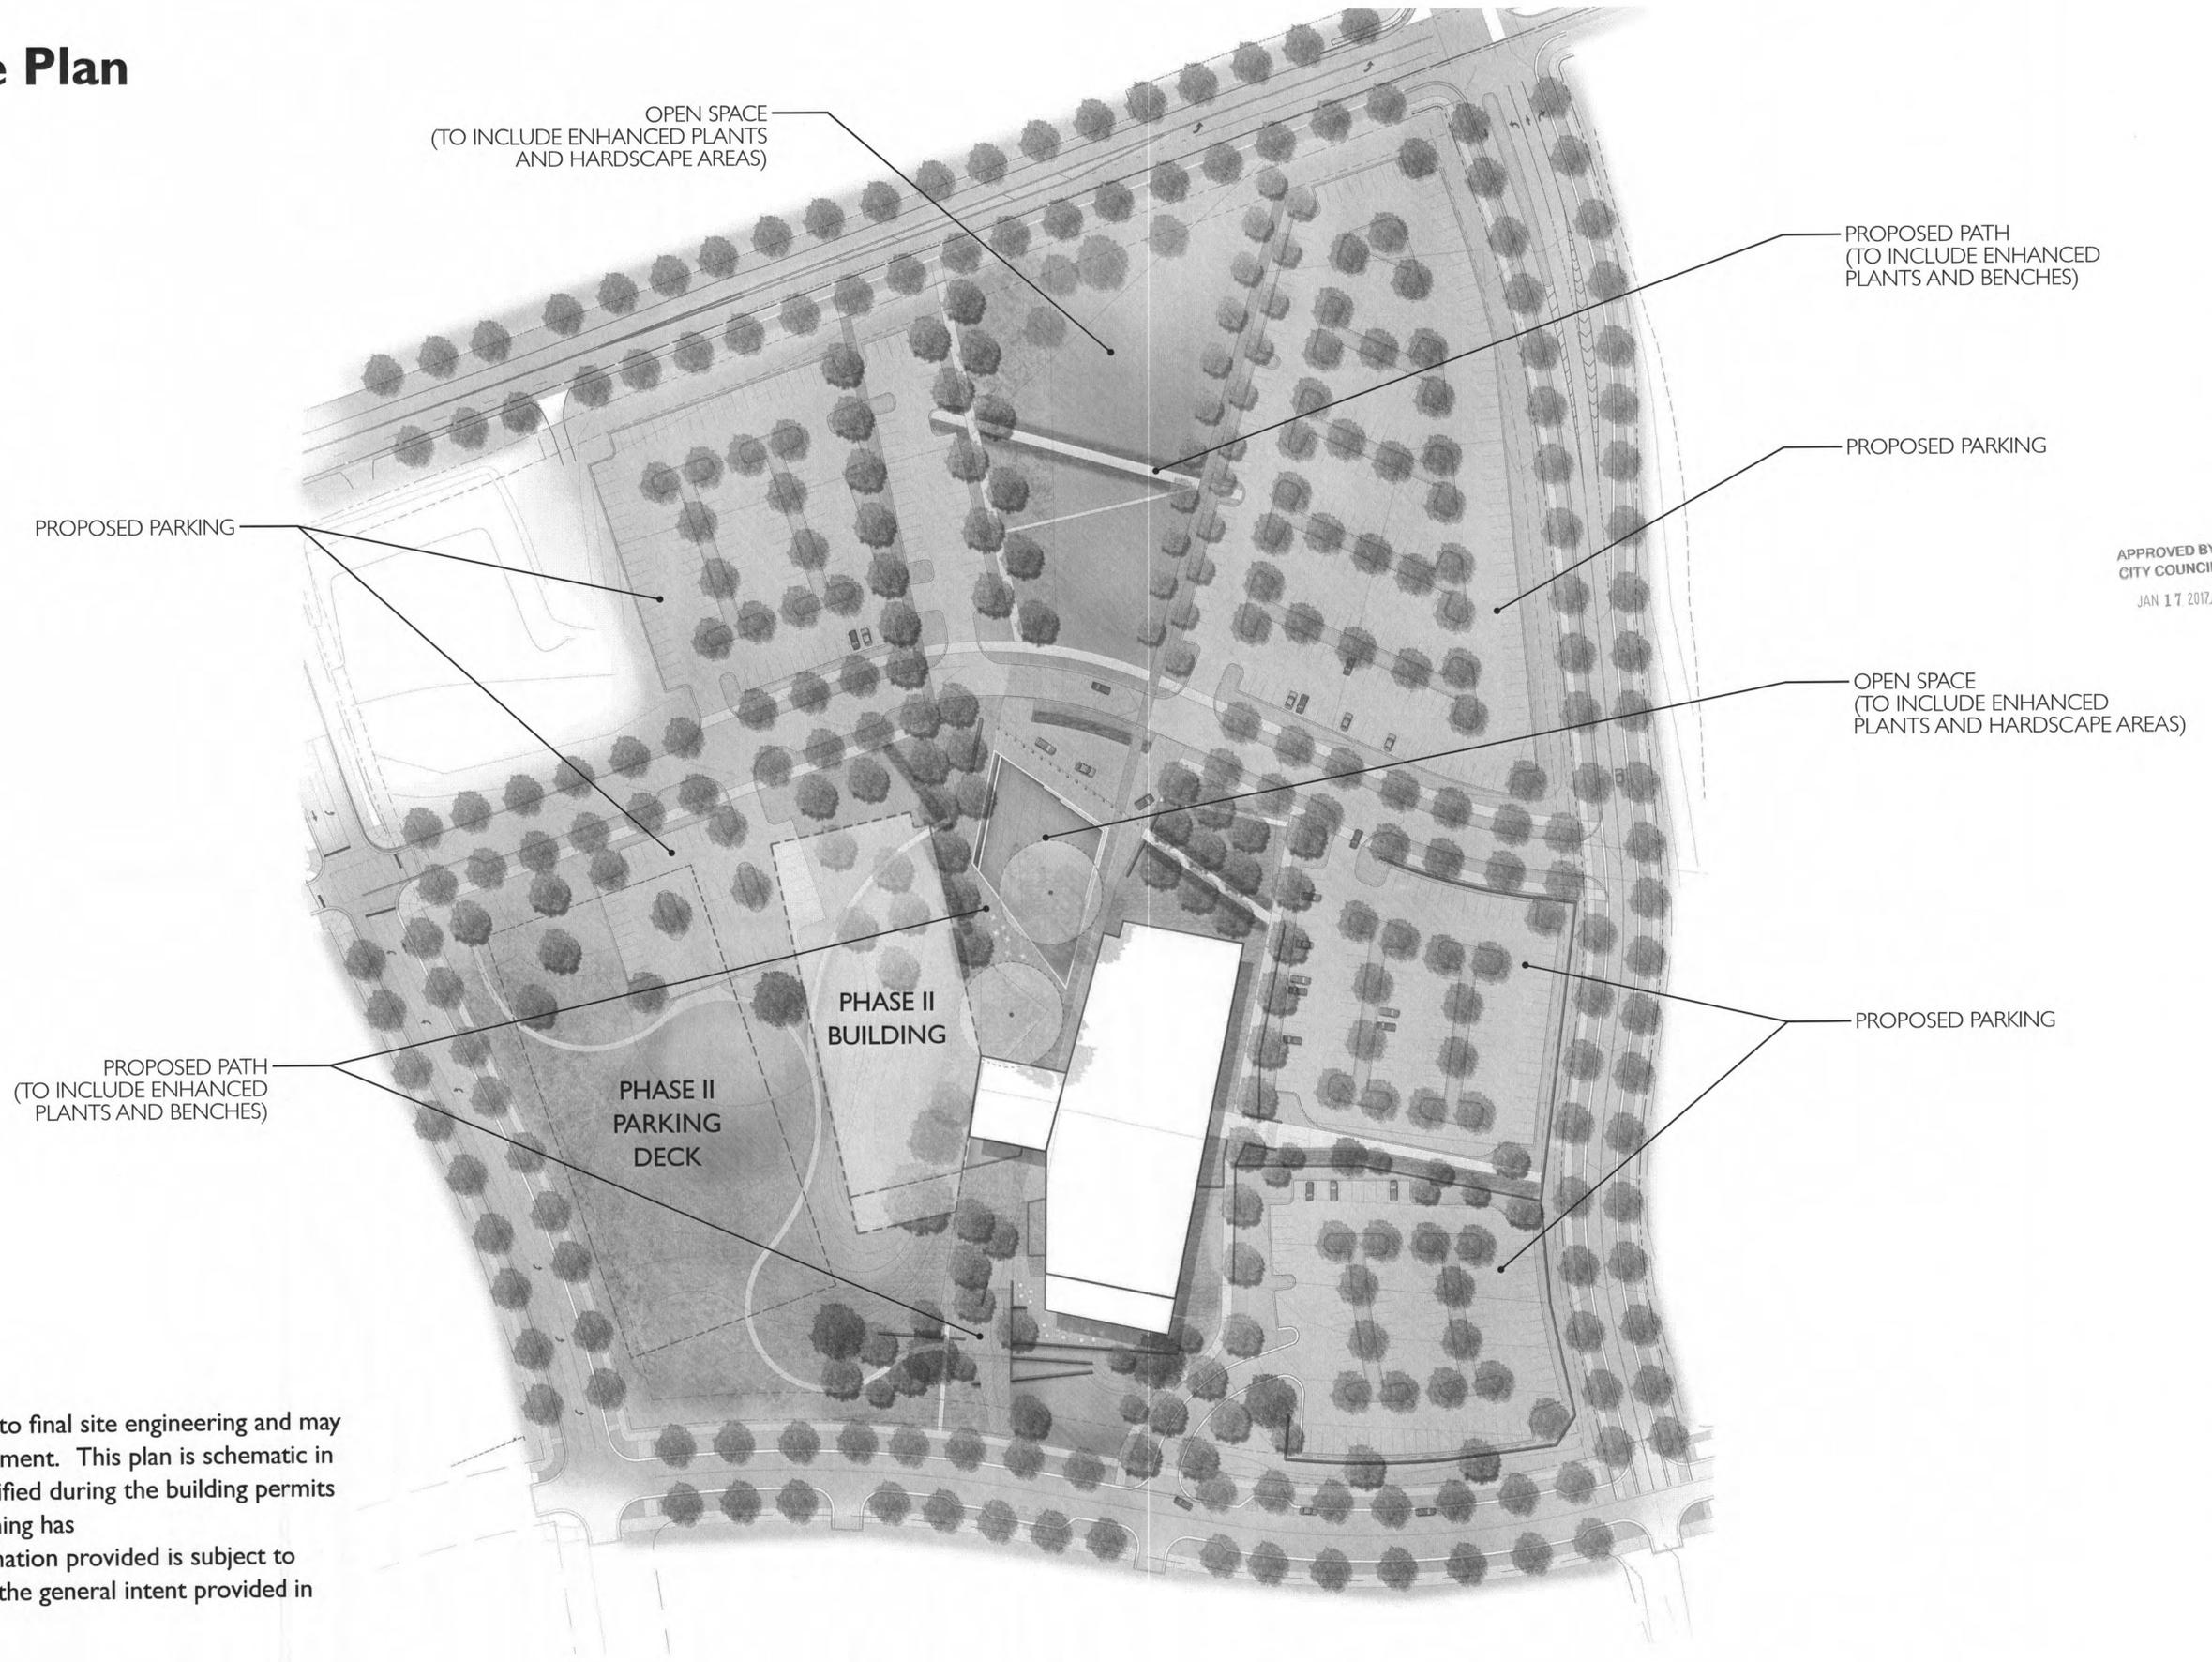 Plan
OPEN SPACE
(TO INCLUDE ENHANCED PLANTS
AND HARDSCAPE AREAS)
PROPOSED PATH
(TO INCLUDE ENHANCED
PLANTS AND BENCHES)
PROPOSED PARKING
PROPOSED PARKING
APPROVED BY
CITY COUNCIL
JAN 17 2017
OPEN SPACE
(TO INCLUDE ENHANCED
PLANTS AND HARDSCAPE AREAS)
PHASE II
BUILDING
PROPOSED PARKING
PROPOSED PATH
(TO INCLUDE ENHANCED
PLANTS AND BENCHES)
PHASE II
PARKING
DECK
to final site engineering and may
ment. This plan is schematic in
ified during the building permits
ing has
nation provided is subject to
the general intent provided in